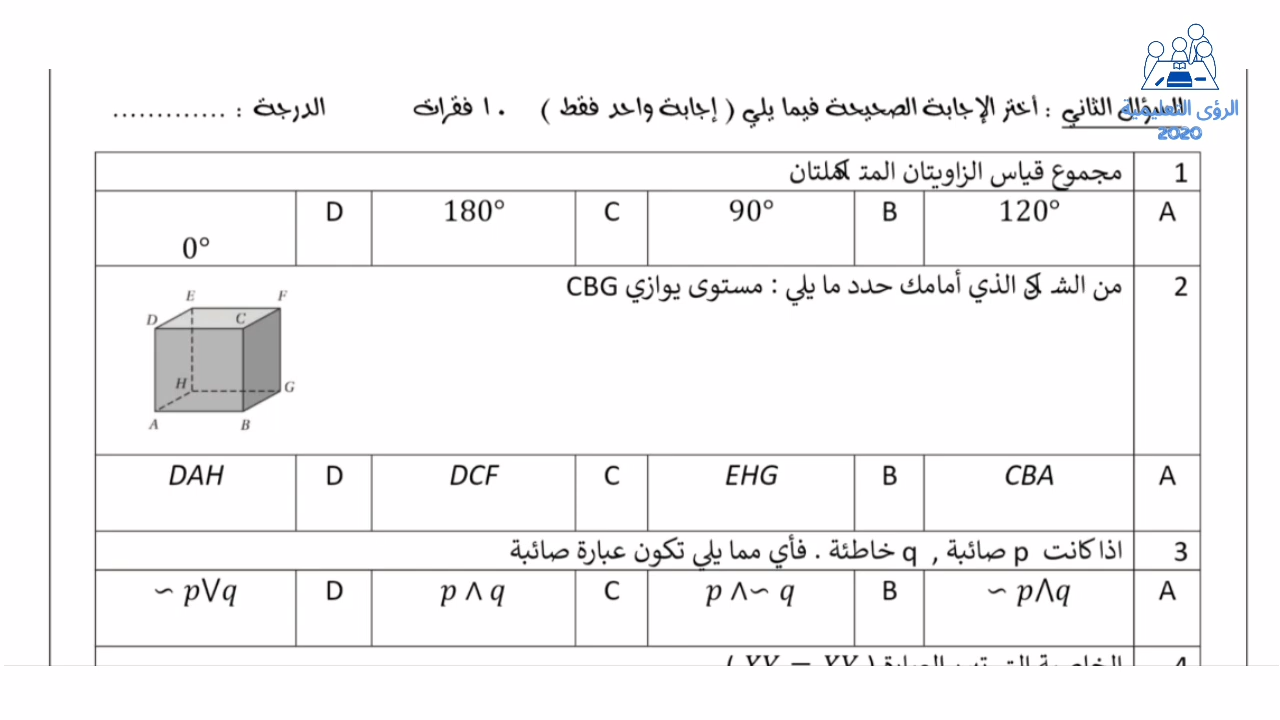 الرؤى التعليمية
2020
السؤال الثاني : أختر الإجابة الصحيحة فيما يلي ( إجابة واحد فقط ) ١٠ فقرات الدرجة : .............
1 مجموع قياس الزاويتان المتكاملتان
A 120° B 90° C 180° D 0°
2 من الشكل الذي أمامك حدد ما يلي : مستوى يوازي CBG
E F
D C
H G
A B
A CBA B EHG C DCF D DAH
3 اذا كانت p صائبة , q خاطئة . فأي مما يلي تكون عبارة صائبة
A ~ p∧q B p ∧~ q C p ∧ q D ~ p∨q